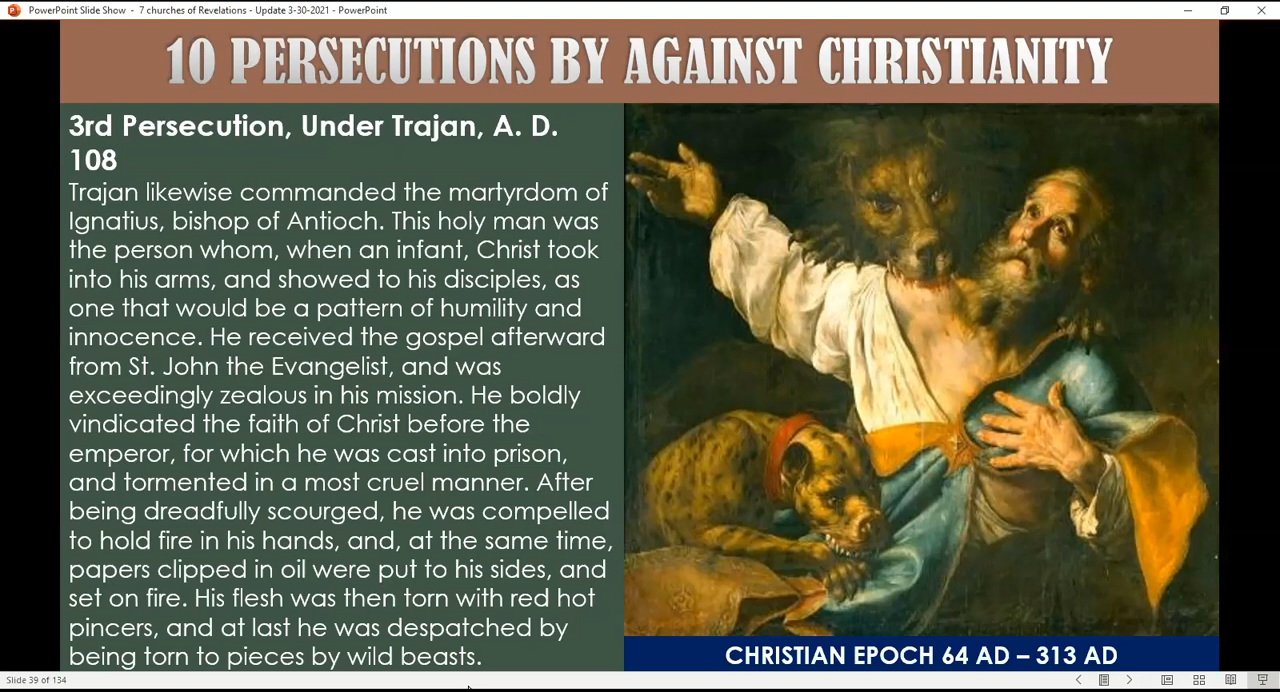 PowerPoint Slide Show - 7 churches of Revelations - Update 3-30-2021 - PowerPoint
10 PERSECUTIONS BY AGAINST CHRISTIANITY
3rd Persecution, Under Trajan, A. D.
108
Trajan likewise commanded the martyrdom of
Ignatius, bishop of Antioch. This holy man was
the person whom, when an infant, Christ took
into his arms, and showed to his disciples, as
one that would be a pattern of humility and
innocence. He received the gospel afterward
from St. John the Evangelist, and was
exceedingly zealous in his mission. He boldly
vindicated the faith of Christ before the
emperor, for which he was cast into prison,
and tormented in a most cruel manner. After
being dreadfully scourged, he was compelled
to hold fire in his hands, and, at the same time,
papers clipped in oil were put to his sides, and
set on fire. His flesh was then torn with red hot
pincers, and at last he was despatched by
being torn to pieces by wild beasts.
CHRISTIAN EPOCH 64 AD – 313 AD
Slide 39 of 134